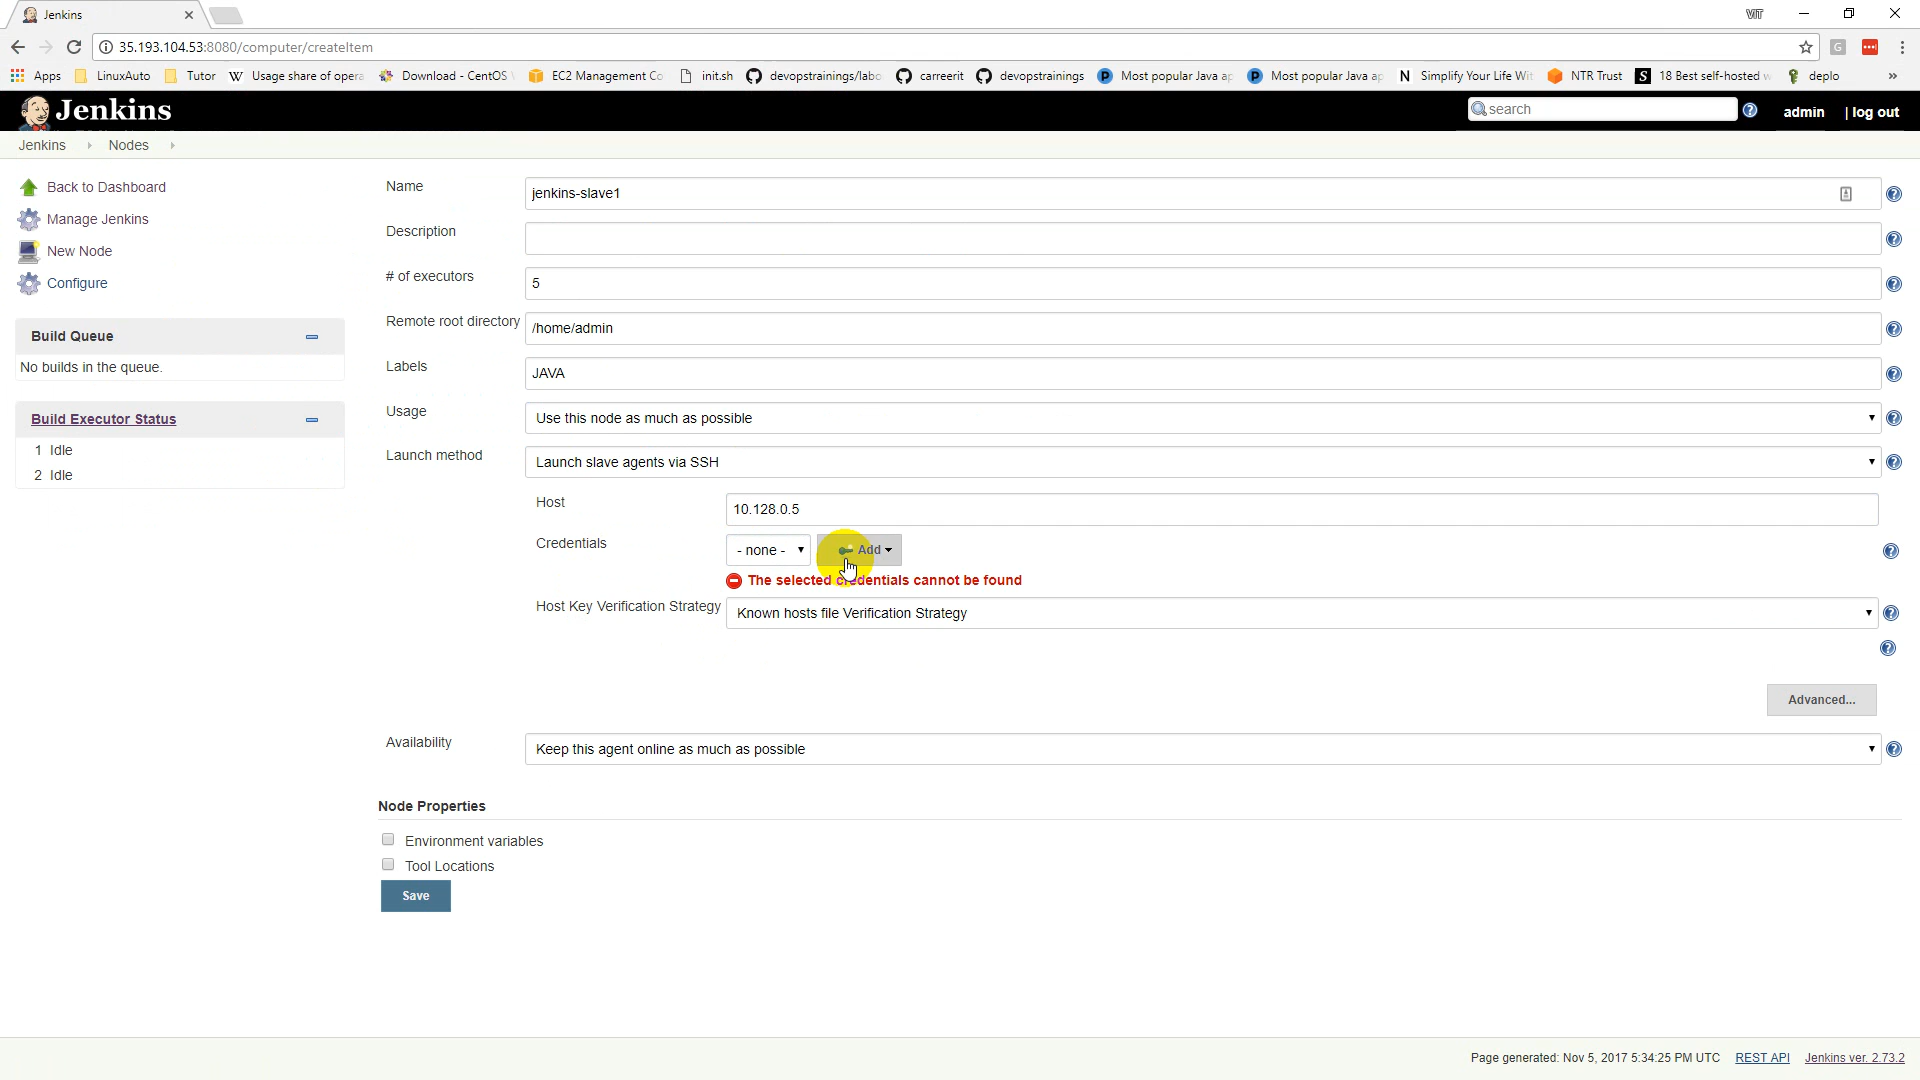 Jenkins
VIT
35.193.104.53:8080/computer/createItem
Apps LinuxAuto Tutor Usage share of opera Download - CentOS EC2 Management Co init.sh devopstrainings/labo carreerit devopstrainings Most popular Java ap Most popular Java ap Simplify Your Life Wit NTR Trust 18 Best self-hosted w deplo »
Jenkins
search
admin | log out
Jenkins Nodes
Back to Dashboard
Manage Jenkins
New Node
Configure
Build Queue
No builds in the queue.
Build Executor Status
1 Idle
2 Idle
Name jenkins-slave1
Description
# of executors 5
Remote root directory /home/admin
Labels JAVA
Usage Use this node as much as possible
Launch method Launch slave agents via SSH
Host 10.128.0.5
Credentials - none - Add
The selected credentials cannot be found
Host Key Verification Strategy Known hosts file Verification Strategy
Advanced...
Availability Keep this agent online as much as possible
Node Properties
Environment variables
Tool Locations
Save
Page generated: Nov 5, 2017 5:34:25 PM UTC REST API Jenkins ver. 2.73.2